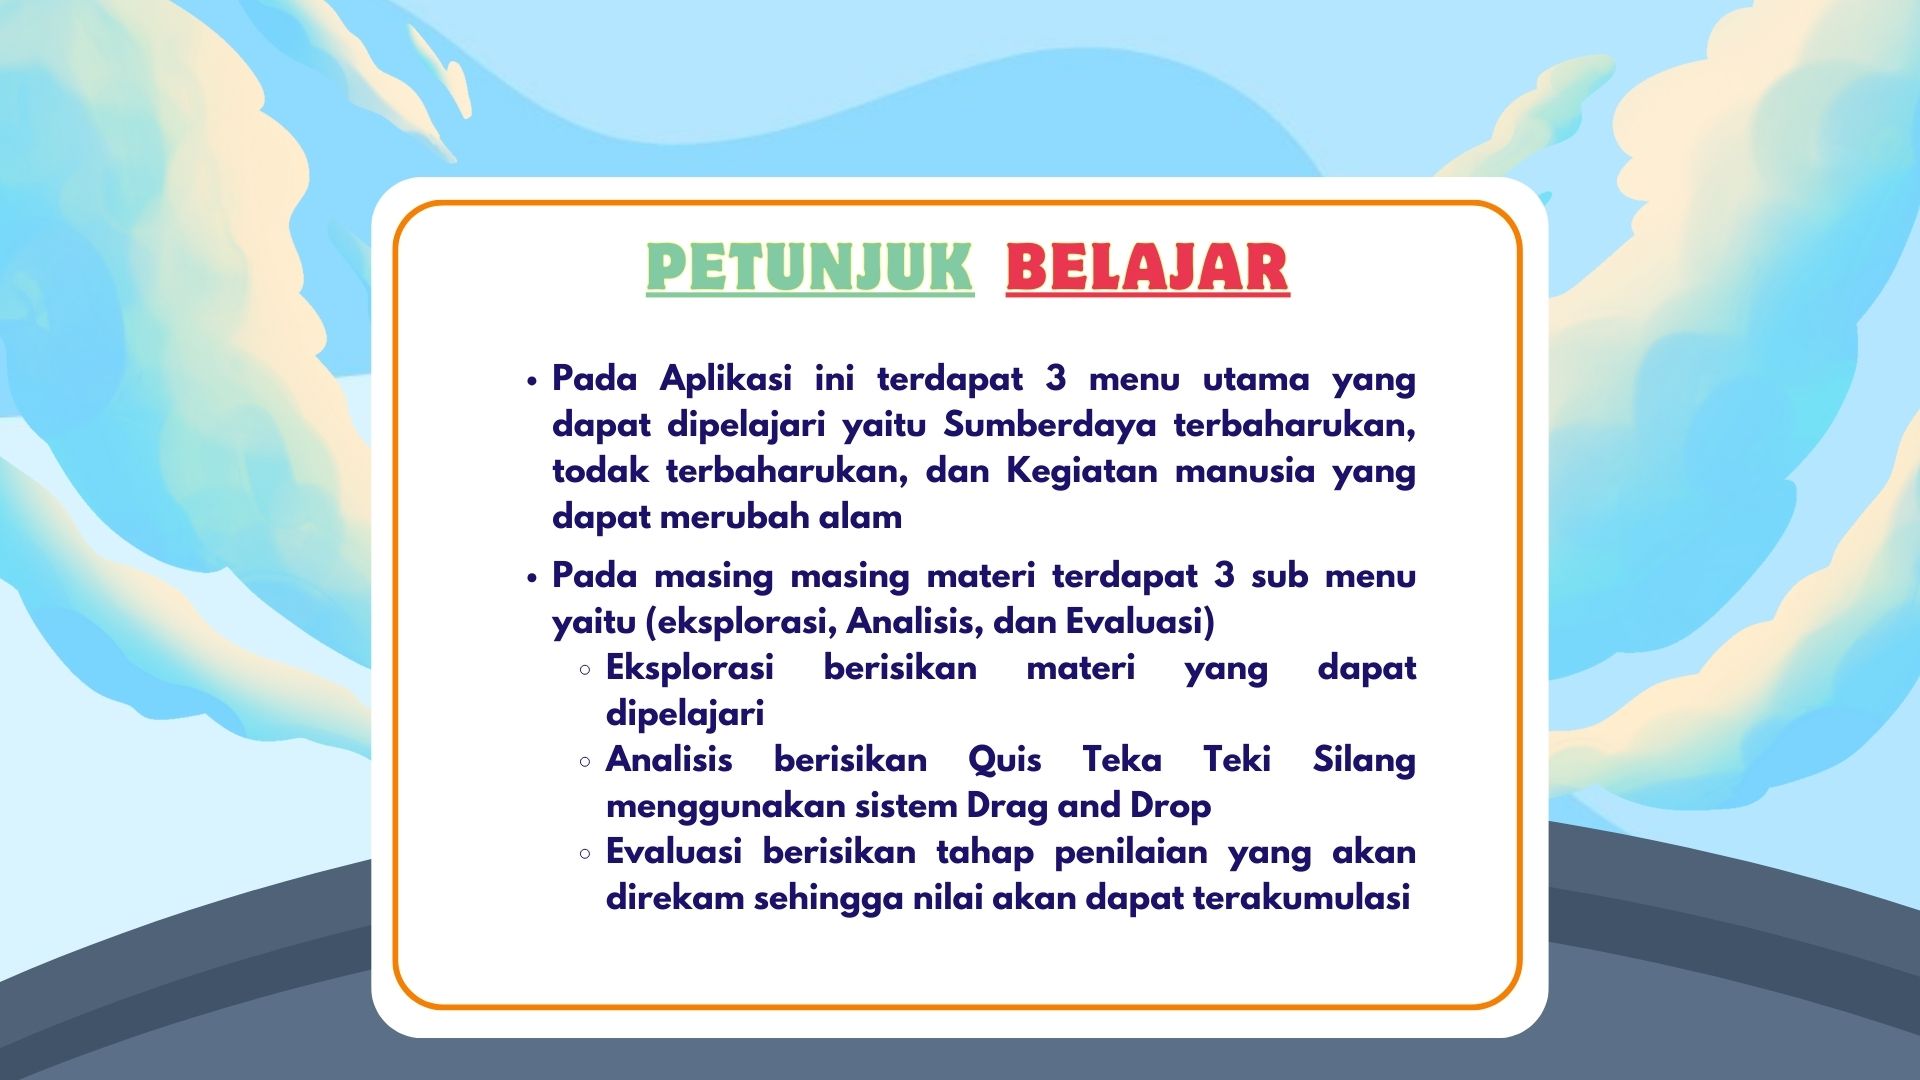 PETUNJUK BELAJAR
• Pada Aplikasi ini terdapat 3 menu utama yang
dapat dipelajari yaitu Sumberdaya terbaharukan,
todak terbaharukan, dan Kegiatan manusia yang
dapat merubah alam
• Pada masing masing materi terdapat 3 sub menu
yaitu (eksplorasi, Analisis, dan Evaluasi)
◦ Eksplorasi berisikan materi yang dapat
dipelajari
◦ Analisis berisikan Quis Teka Teki Silang
menggunakan sistem Drag and Drop
◦ Evaluasi berisikan tahap penilaian yang akan
direkam sehingga nilai akan dapat terakumulasi